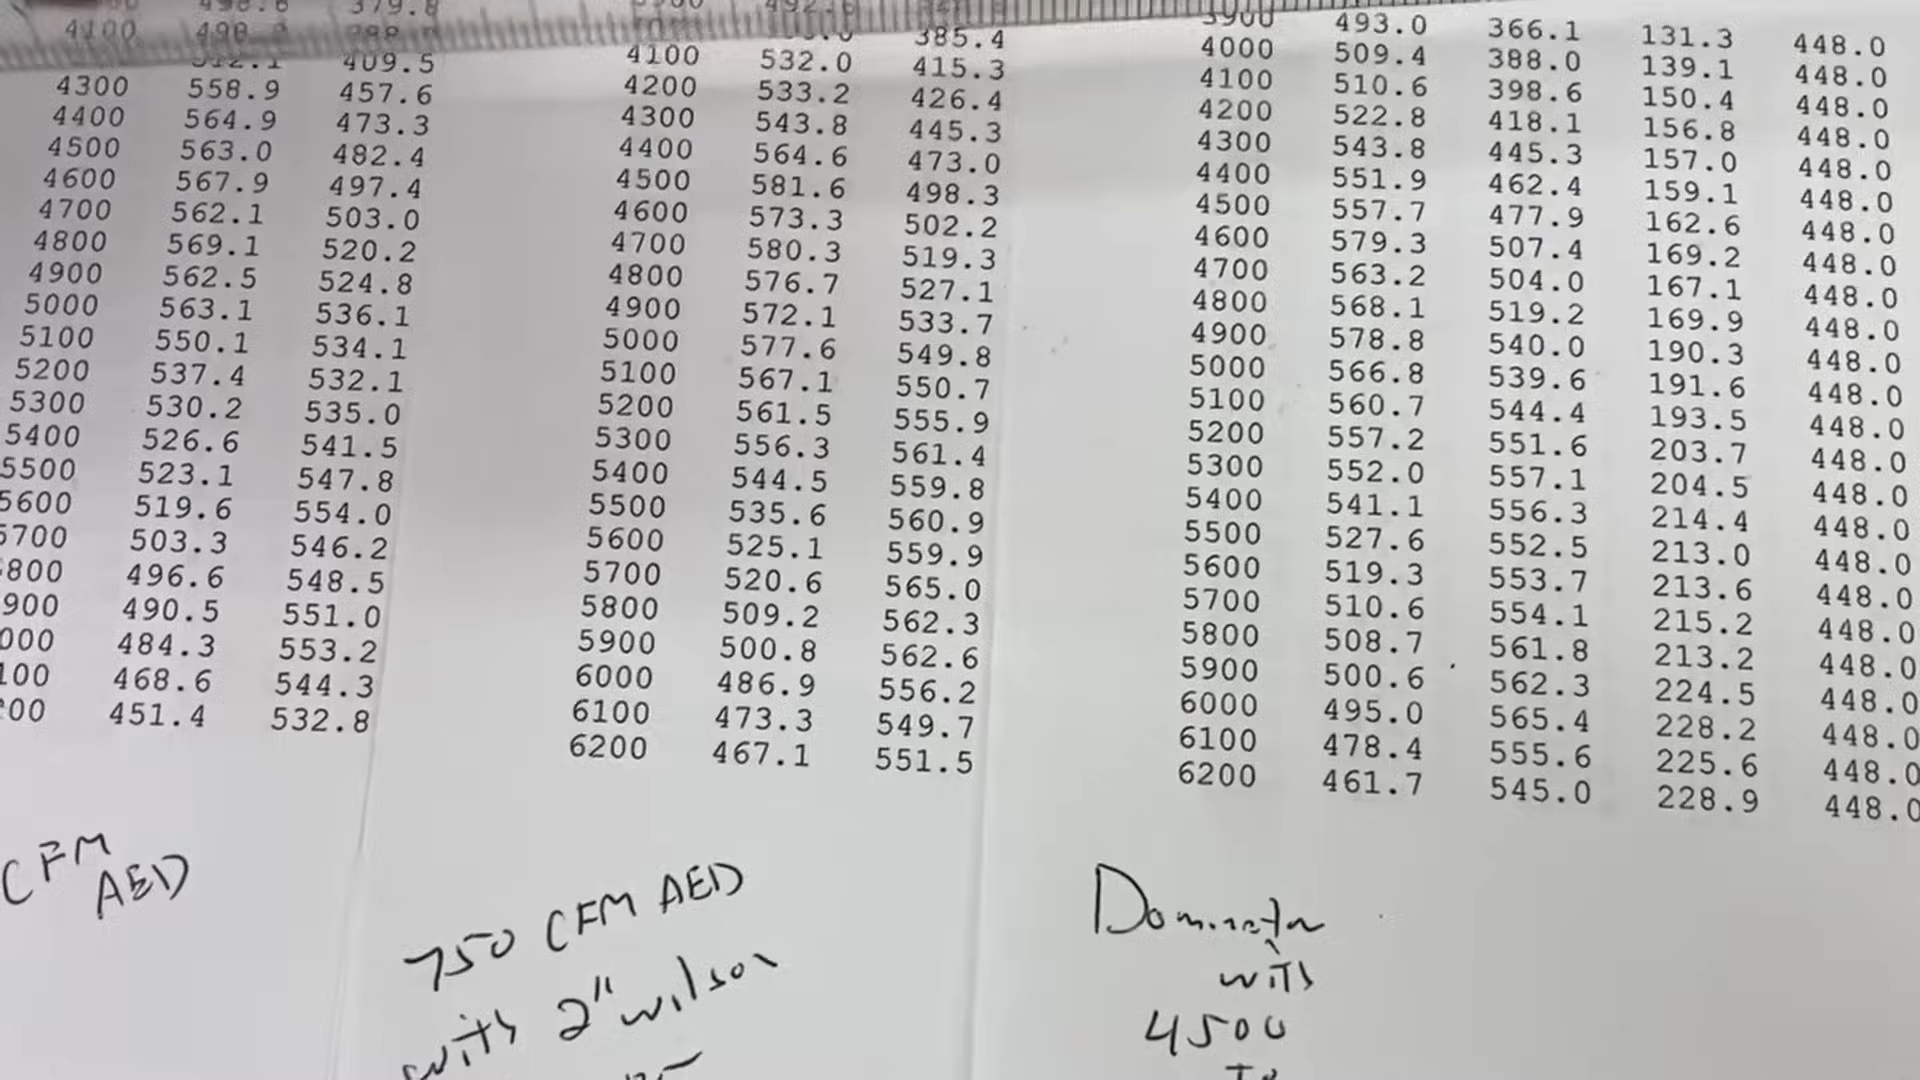 379.8
4100
512.1 409.5
4300 558.9 457.6
4400 564.9 473.3
4500 563.0 482.4
4600 567.9 497.4
4700 562.1 503.0
4800 569.1 520.2
4900 562.5 524.8
5000 563.1 536.1
5100 550.1 534.1
5200 537.4 532.1
5300 530.2 535.0
5400 526.6 541.5
5500 523.1 547.8
5600 519.6 554.0
5700 503.3 546.2
800 496.6 548.5
900 490.5 551.0
000 484.3 553.2
100 468.6 544.3
200 451.4 532.8
CFM
AED
385.4
4100 532.0 415.3
4200 533.2 426.4
4300 543.8 445.3
4400 564.6 473.0
4500 581.6 498.3
4600 573.3 502.2
4700 580.3 519.3
4800 576.7 527.1
4900 572.1 533.7
5000 577.6 549.8
5100 567.1 550.7
5200 561.5 555.9
5300 556.3 561.4
5400 544.5 559.8
5500 535.6 560.9
5600 525.1 559.9
5700 520.6 565.0
5800 509.2 562.3
5900 500.8 562.6
6000 486.9 556.2
6100 473.3 549.7
6200 467.1 551.5
750 CFM AED
with 2" wilson
3900 493.0 366.1 131.3 448.0
4000 509.4 388.0 139.1 448.0
4100 510.6 398.6 150.4 448.0
4200 522.8 418.1 156.8 448.0
4300 543.8 445.3 157.0 448.0
4400 551.9 462.4 159.1 448.0
4500 557.7 477.9 162.6 448.0
4600 579.3 507.4 169.2 448.0
4700 563.2 504.0 167.1 448.0
4800 568.1 519.2 169.9 448.0
4900 578.8 540.0 190.3 448.0
5000 566.8 539.6 191.6 448.0
5100 560.7 544.4 193.5 448.0
5200 557.2 551.6 203.7 448.0
5300 552.0 557.1 204.5 448.0
5400 541.1 556.3 214.4 448.0
5500 527.6 552.5 213.0 448.0
5600 519.3 553.7 213.6 448.0
5700 510.6 554.1 215.2 448.0
5800 508.7 561.8 213.2 448.0
5900 500.6 562.3 224.5 448.0
6000 495.0 565.4 228.2 448.0
6100 478.4 555.6 225.6 448.0
6200 461.7 545.0 228.9 448.0
Dominator
with
4500
To